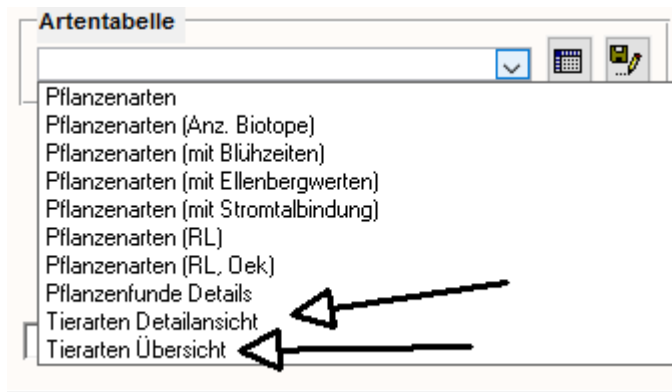 Artentabelle
Pflanzenarten
Pflanzenarten (Anz. Biotope)
Pflanzenarten (mit Blühzeiten)
Pflanzenarten (mit Ellenbergwerten)
Pflanzenarten (mit Stromtalbindung)
Pflanzenarten (RL)
Pflanzenarten (RL, Oek)
Pflanzenfunde Details
Tierarten Detailansicht
Tierarten Übersicht